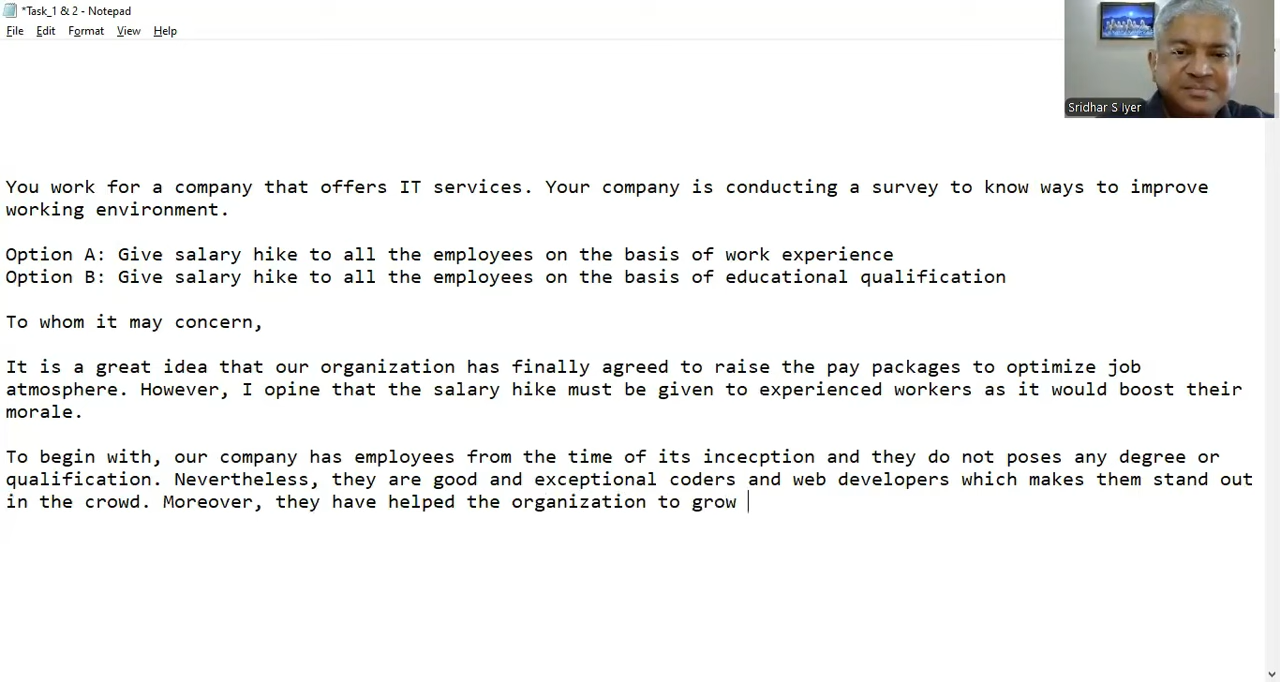 *Task_1 & 2 - Notepad
File Edit Format View Help
Sridhar S Iyer
You work for a company that offers IT services. Your company is conducting a survey to know ways to improve
working environment.
Option A: Give salary hike to all the employees on the basis of work experience
Option B: Give salary hike to all the employees on the basis of educational qualification
To whom it may concern,
It is a great idea that our organization has finally agreed to raise the pay packages to optimize job
atmosphere. However, I opine that the salary hike must be given to experienced workers as it would boost their
morale.
To begin with, our company has employees from the time of its incecption and they do not poses any degree or
qualification. Nevertheless, they are good and exceptional coders and web developers which makes them stand out
in the crowd. Moreover, they have helped the organization to grow